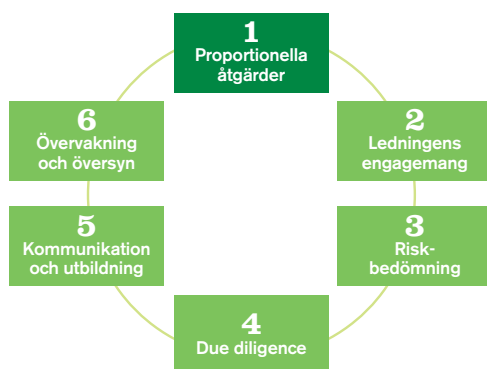 1
Proportionella
åtgärder
2
Ledningens
engagemang
3
Risk-
bedömning
4
Due diligence
5
Kommunikation
och utbildning
6
Övervakning
och översyn